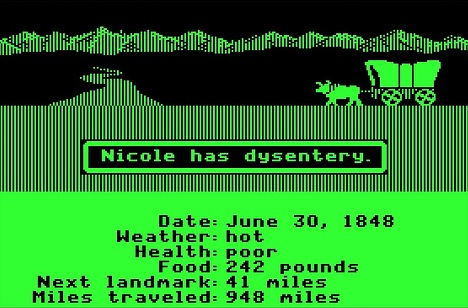 Nicole has dysentery.
Date: June 30, 1848
Weather: hot
Health: poor
Food: 242 pounds
Next landmark: 41 miles
Miles traveled: 948 miles